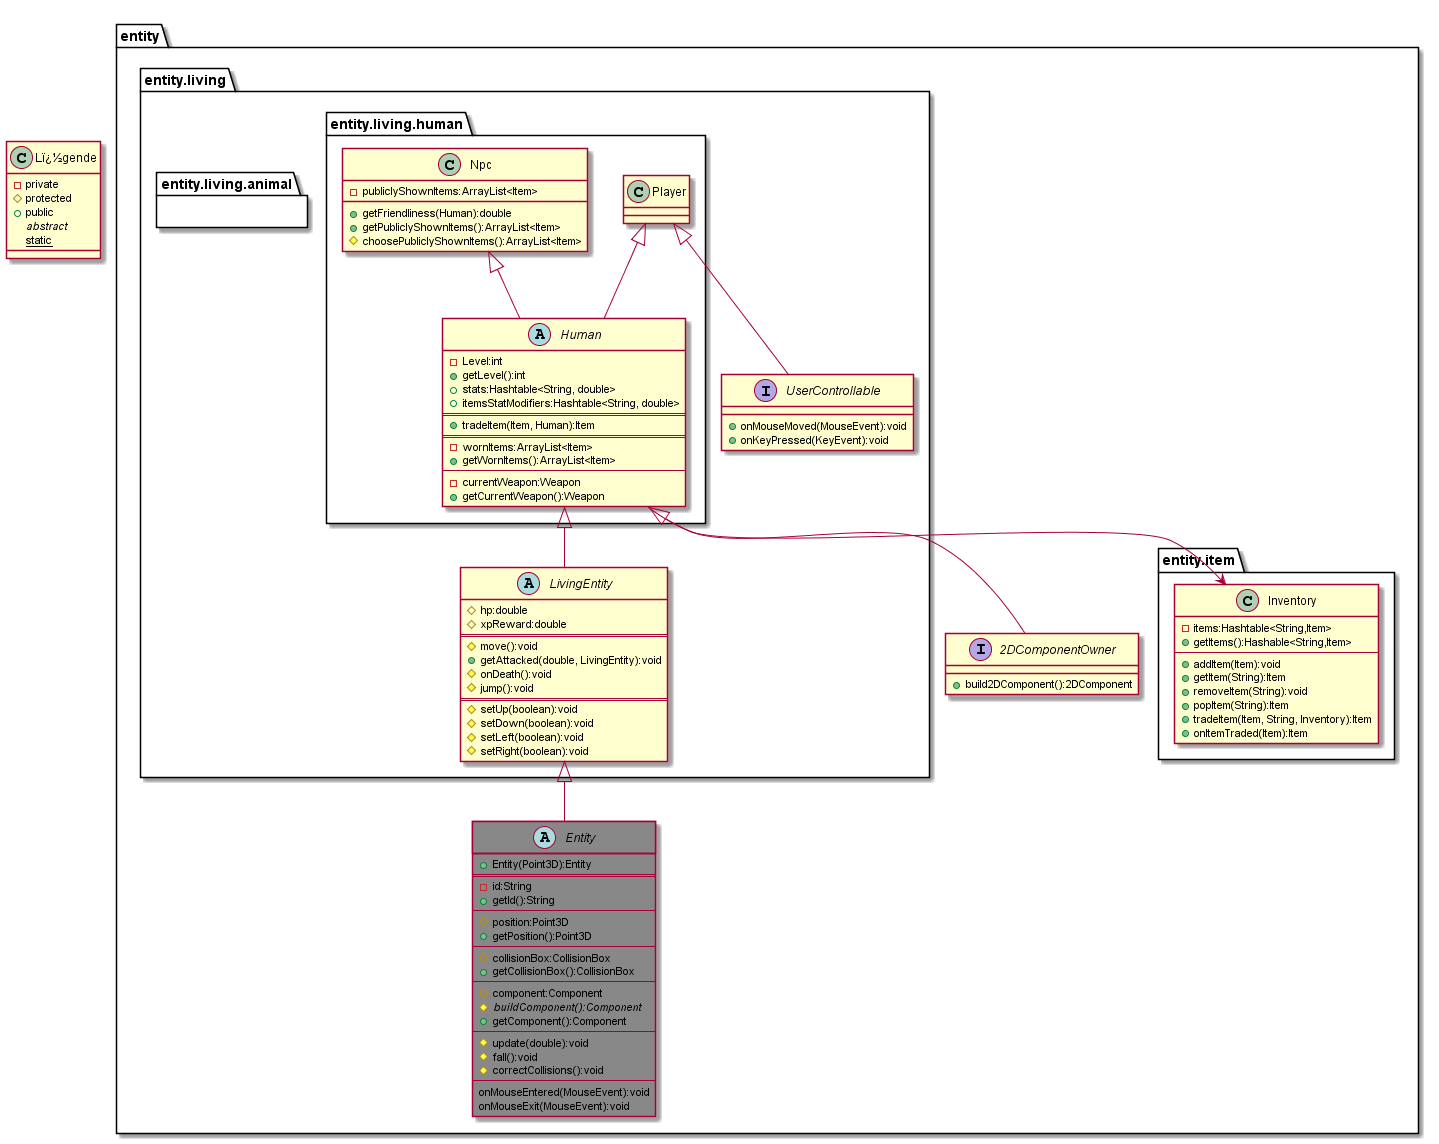 entity
entity.living
entity.living.human
entity.living.animal
C Lï¿½gende
private
protected
public
abstract
static
C Npc
publiclyShownItems:ArrayList<Item>
getFriendliness(Human):double
getPubliclyShownItems():ArrayList<Item>
choosePubliclyShownItems():ArrayList<Item>
C Player
A Human
Level:int
getLevel():int
stats:Hashtable<String, double>
itemsStatModifiers:Hashtable<String, double>
tradeItem(Item, Human):Item
wornItems:ArrayList<Item>
getWornItems():ArrayList<Item>
currentWeapon:Weapon
getCurrentWeapon():Weapon
I UserControllable
onMouseMoved(MouseEvent):void
onKeyPressed(KeyEvent):void
A LivingEntity
hp:double
xpReward:double
move():void
getAttacked(double, LivingEntity):void
onDeath():void
jump():void
setUp(boolean):void
setDown(boolean):void
setLeft(boolean):void
setRight(boolean):void
I 2DComponentOwner
build2DComponent():2DComponent
entity.item
C Inventory
items:Hashtable<String,Item>
getItems():Hashable<String,Item>
addItem(Item):void
getItem(String):Item
removeItem(String):void
popItem(String):Item
tradeItem(Item, String, Inventory):Item
onItemTraded(Item):Item
A Entity
Entity(Point3D):Entity
id:String
getId():String
position:Point3D
getPosition():Point3D
collisionBox:CollisionBox
getCollisionBox():CollisionBox
component:Component
buildComponent():Component
getComponent():Component
update(double):void
fall():void
correctCollisions():void
onMouseEntered(MouseEvent):void
onMouseExit(MouseEvent):void